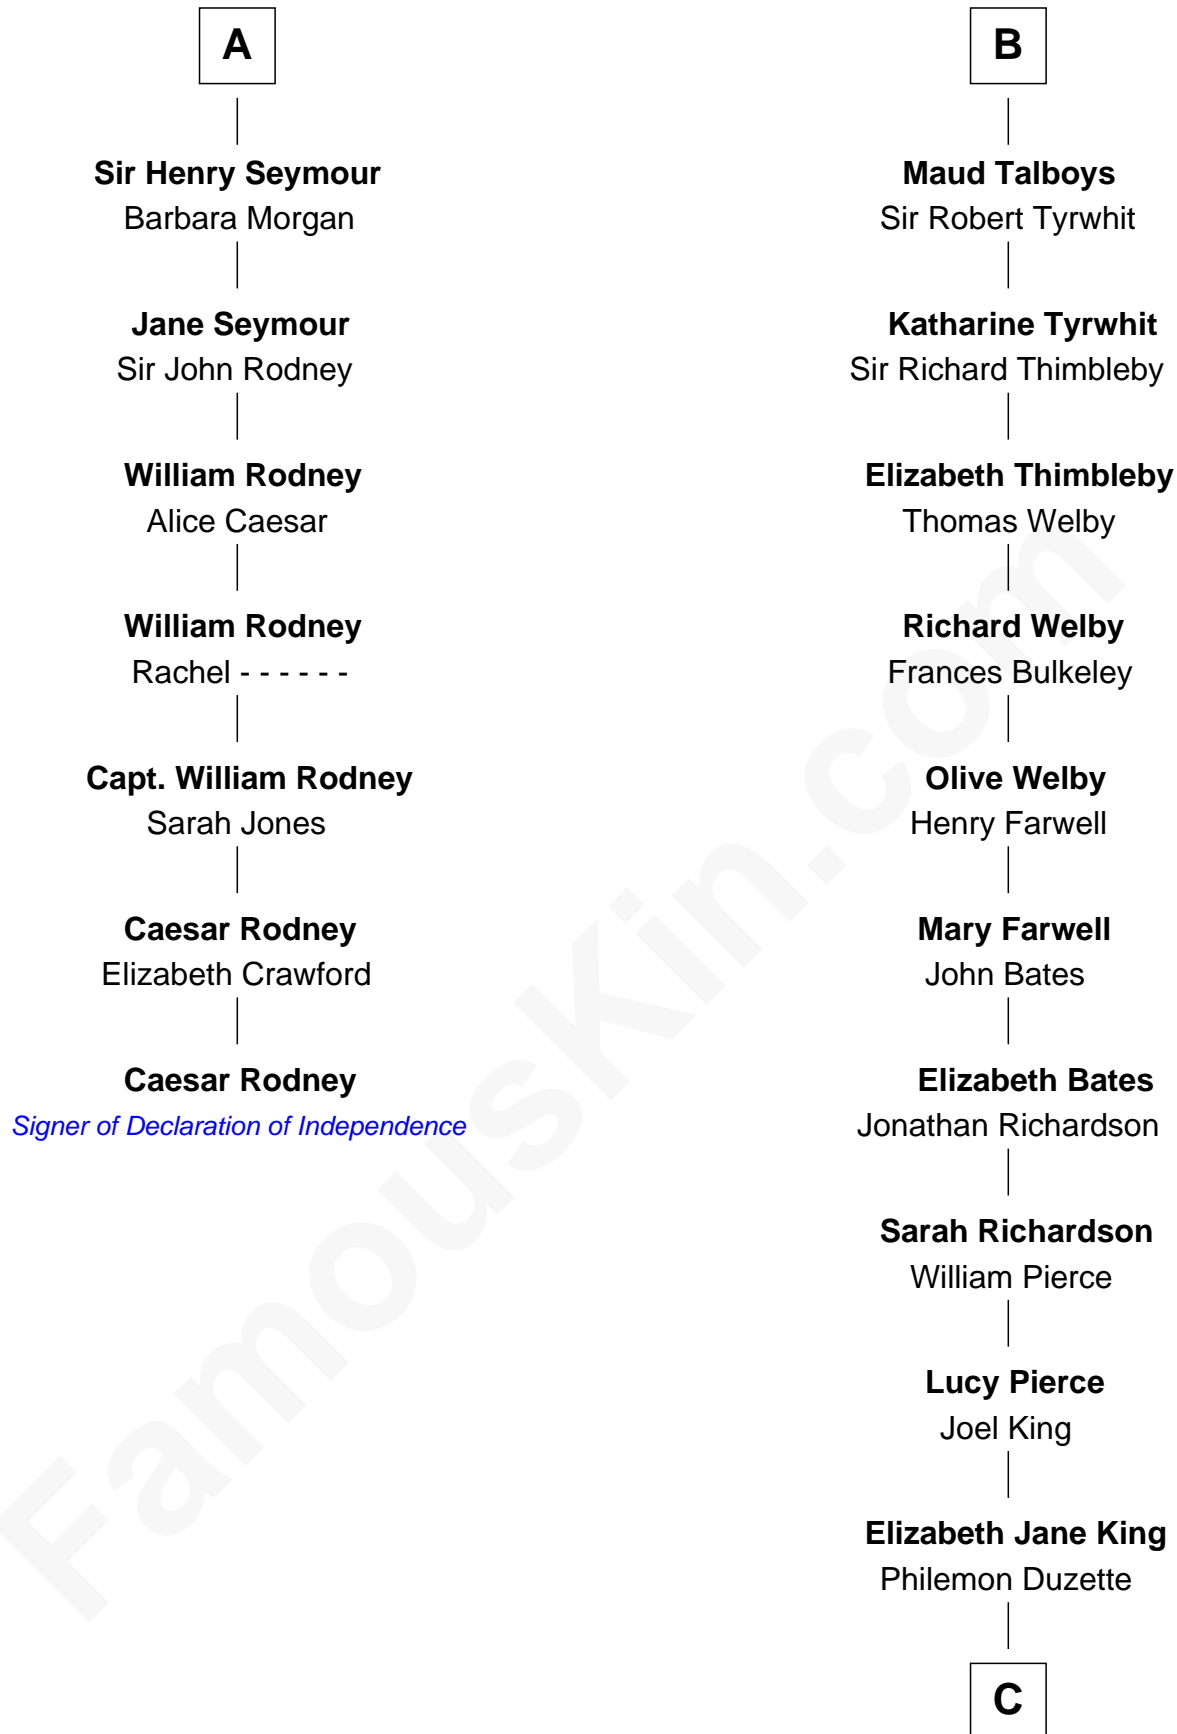 A
Sir Henry Seymour
Barbara Morgan
Jane Seymour
Sir John Rodney
William Rodney
Alice Caesar
William Rodney
Rachel - - - - - -
Capt. William Rodney
Sarah Jones
Caesar Rodney
Elizabeth Crawford
Caesar Rodney
Signer of Declaration of Independence
B
Maud Talboys
Sir Robert Tyrwhit
Katharine Tyrwhit
Sir Richard Thimbleby
Elizabeth Thimbleby
Thomas Welby
Richard Welby
Frances Bulkeley
Olive Welby
Henry Farwell
Mary Farwell
John Bates
Elizabeth Bates
Jonathan Richardson
Sarah Richardson
William Pierce
Lucy Pierce
Joel King
Elizabeth Jane King
Philemon Duzette
C
FamousKin.com